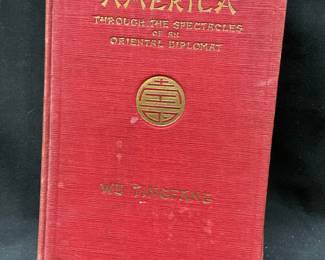 AMERICA
THROUGH THE SPECTACLES
OF AN
ORIENTAL DIPLOMAT
WU TINGFANG